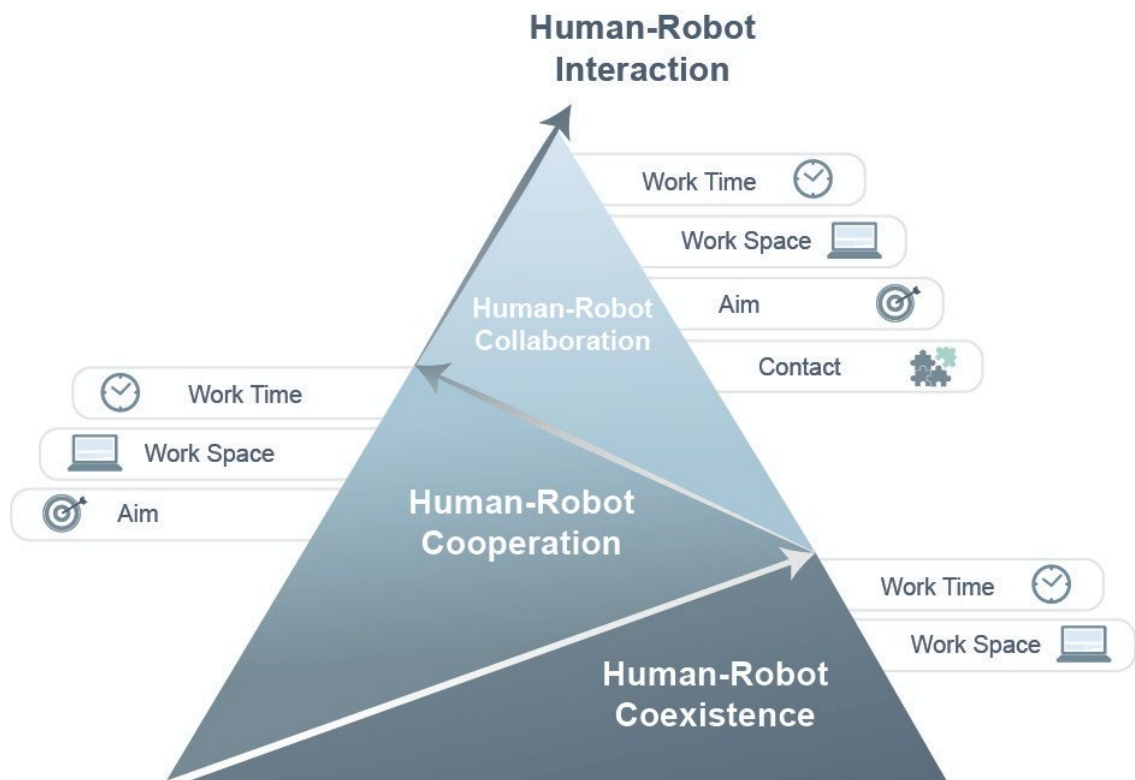 Human-Robot
Interaction
Work Time
Work Space
Aim
Contact
Human-Robot
Collaboration
Work Time
Work Space
Aim
Human-Robot
Cooperation
Work Time
Work Space
Human-Robot
Coexistence